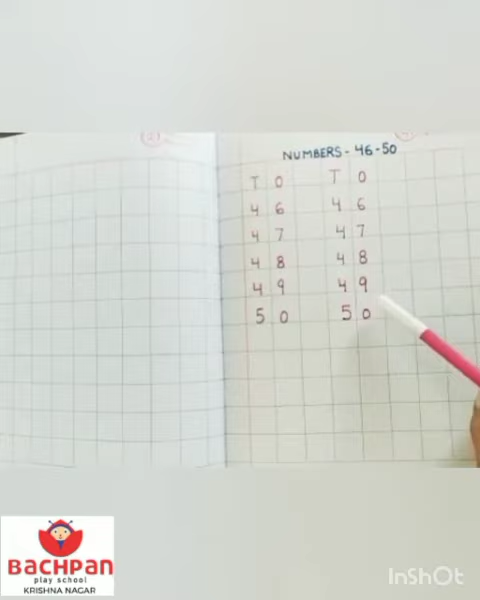 NUMBERS - 46-50
T O T O
4 6 4 6
4 7 4 7
4 8 4 8
4 9 4 9
5 0 5 0
BACHPAN
play school
KRISHNA NAGAR
InShOt